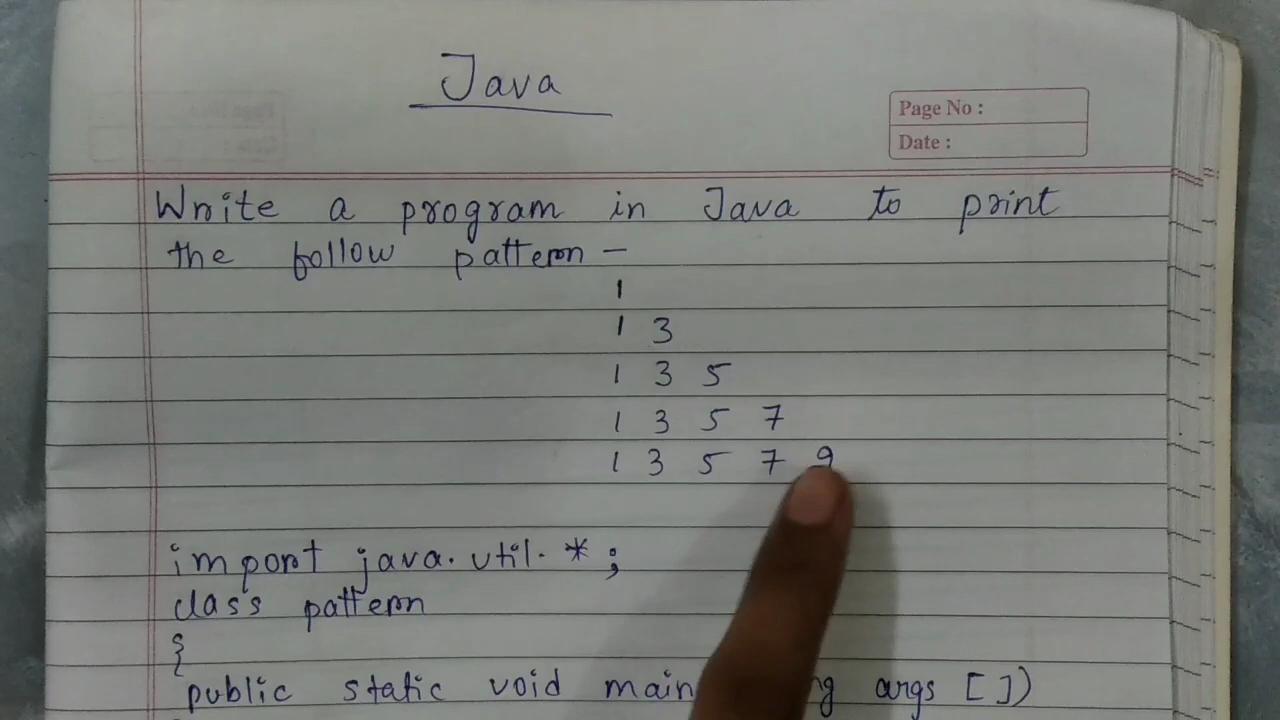 Java
Page No :
Date :
Write a program in Java to print
the follow pattern -
1
1 3
1 3 5
1 3 5 7
1 3 5 7 9
import java.util.*;
class pattern
{
public static void main args [])